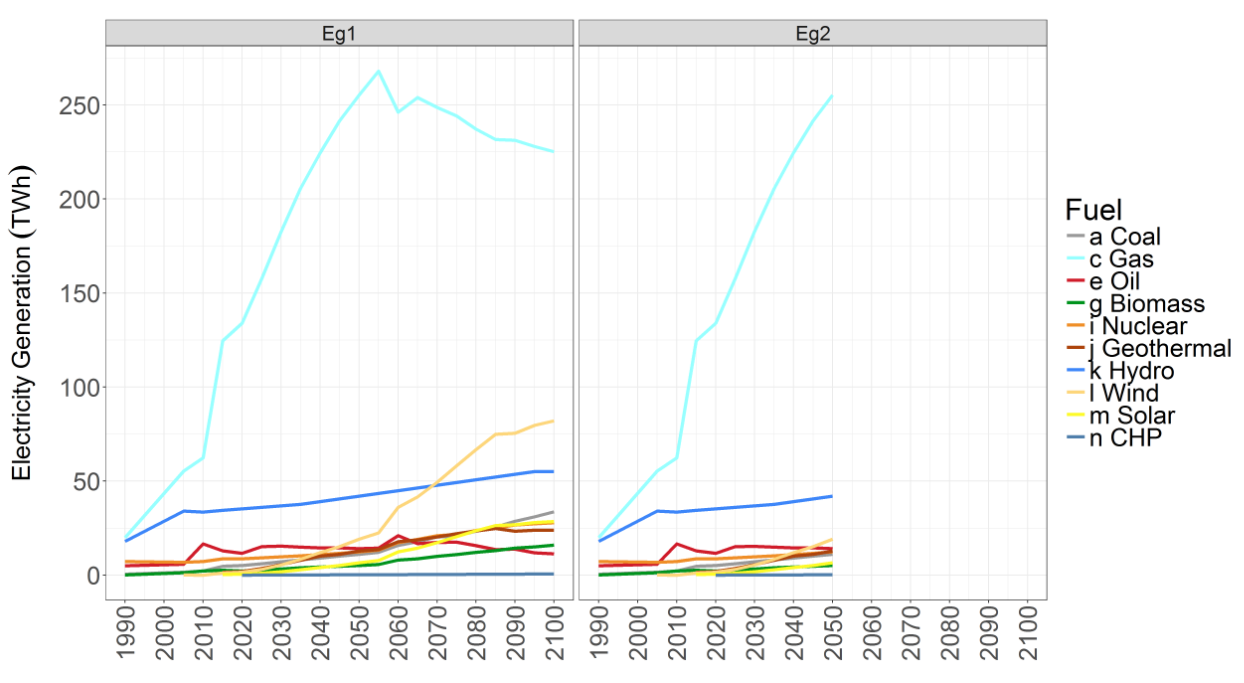 Eg1 Eg2
Electricity Generation (TWh)
250
200
150
100
50
0
1990 2000 2010 2020 2030 2040 2050 2060 2070 2080 2090 2100 1990 2000 2010 2020 2030 2040 2050 2060 2070 2080 2090 2100
Fuel
a Coal
c Gas
e Oil
g Biomass
i Nuclear
j Geothermal
k Hydro
l Wind
m Solar
n CHP